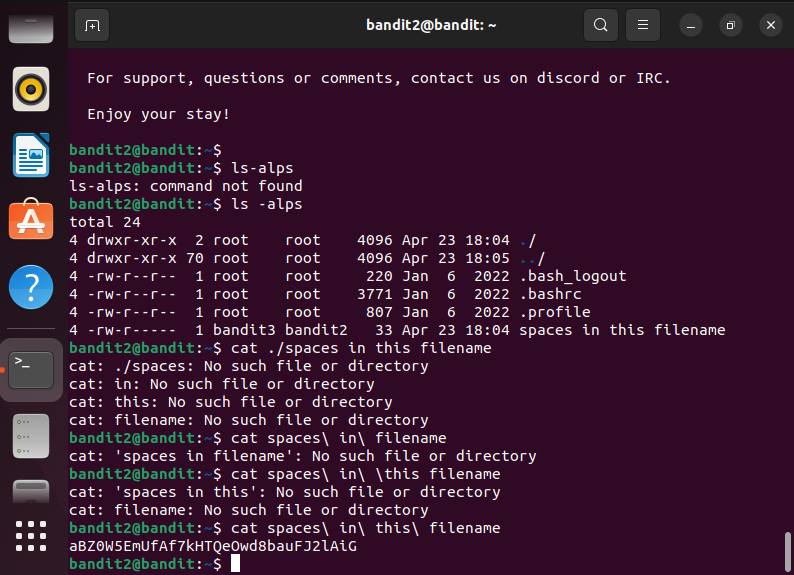 bandit2@bandit: ~
For support, questions or comments, contact us on discord or IRC.
Enjoy your stay!
bandit2@bandit:~$
bandit2@bandit:~$ ls-alps
ls-alps: command not found
bandit2@bandit:~$ ls -alps
total 24
4 drwxr-xr-x  2 root    root    4096 Apr 23 18:04 ./
4 drwxr-xr-x 70 root    root    4096 Apr 23 18:05 ../
4 -rw-r--r--  1 root    root     220 Jan  6  2022 .bash_logout
4 -rw-r--r--  1 root    root    3771 Jan  6  2022 .bashrc
4 -rw-r--r--  1 root    root     807 Jan  6  2022 .profile
4 -rw-r-----  1 bandit3 bandit2   33 Apr 23 18:04 spaces in this filename
bandit2@bandit:~$ cat ./spaces in this filename
cat: ./spaces: No such file or directory
cat: in: No such file or directory
cat: this: No such file or directory
cat: filename: No such file or directory
bandit2@bandit:~$ cat spaces\ in\ filename
cat: 'spaces in filename': No such file or directory
bandit2@bandit:~$ cat spaces\ in\ \this filename
cat: 'spaces in this': No such file or directory
cat: filename: No such file or directory
bandit2@bandit:~$ cat spaces\ in\ this\ filename
aBZ0W5EmUfAf7kHTQeOwd8bauFJ2lAiG
bandit2@bandit:~$